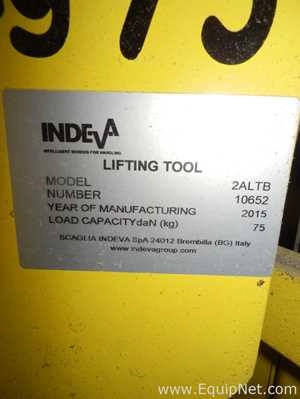 975
INDEVA
INTELLIGENT DEVICES FOR HANDLING
LIFTING TOOL
MODEL 2ALTB
NUMBER 10652
YEAR OF MANUFACTURING 2015
LOAD CAPACITYdaN (kg) 75
SCAGLIA INDEVA SpA 24012 Brembilla (BG) Italy
www.indevagroup.com
© www.EquipNet.com